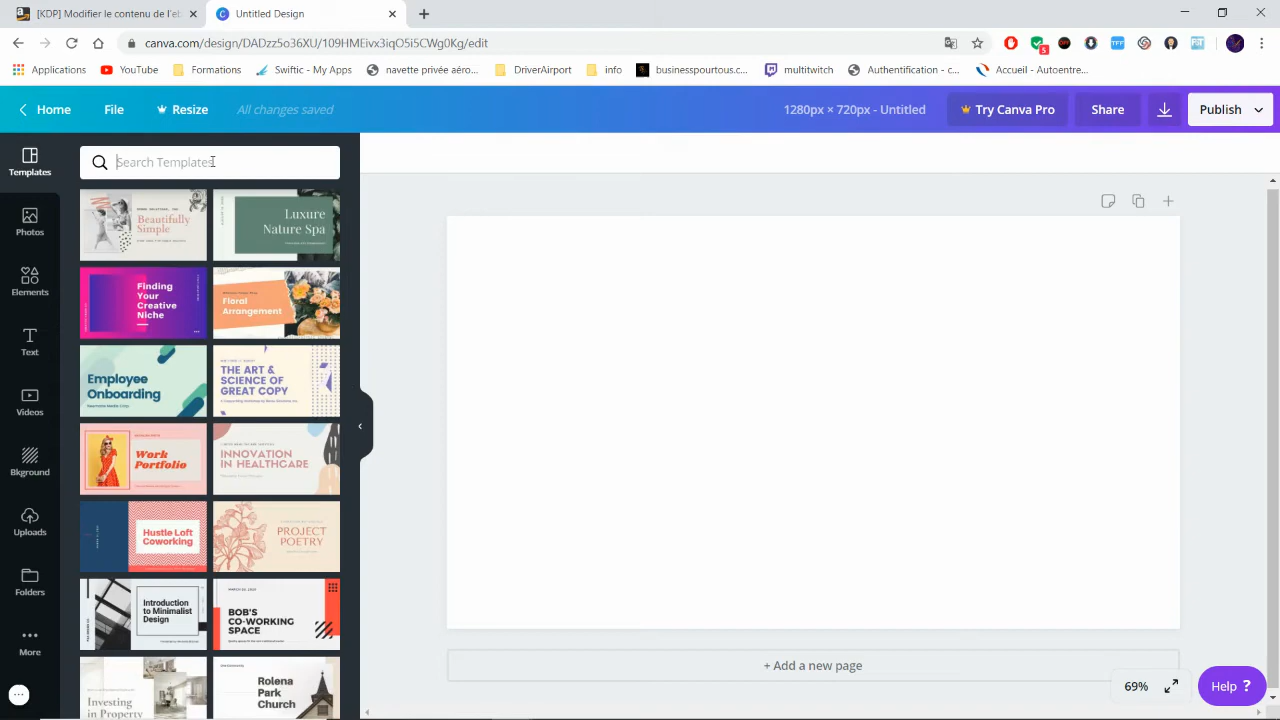 [KDP] Modifier le contenu de l'eb
Untitled Design
canva.com/design/DADzz5o36XU/109HMEivx3iqO5i5CWg0Kg/edit
5
Applications
YouTube
Formations
Swiftic - My Apps
navette privée aéro...
DriveAirport
info
businesspourtous.c...
musictech
Authentification - c...
Accueil - Autoentre...
Home
File
Resize
All changes saved
1280px × 720px - Untitled
Try Canva Pro
Share
Publish
Templates
Photos
Elements
Text
Videos
Bkground
Uploads
Folders
More
Search Templates
Beautifully
Simple
Luxure
Nature Spa
Finding
Your
Creative
Niche
Floral
Arrangement
Employee
Onboarding
THE ART &
SCIENCE OF
GREAT COPY
Work
Portfolio
INNOVATION
IN HEALTHCARE
Hustle Loft
Coworking
PROJECT
POETRY
Introduction
to Minimalist
Design
BOB'S
CO-WORKING
SPACE
Investing
in Property
Rolena
Park
Church
+ Add a new page
69%
Help ?